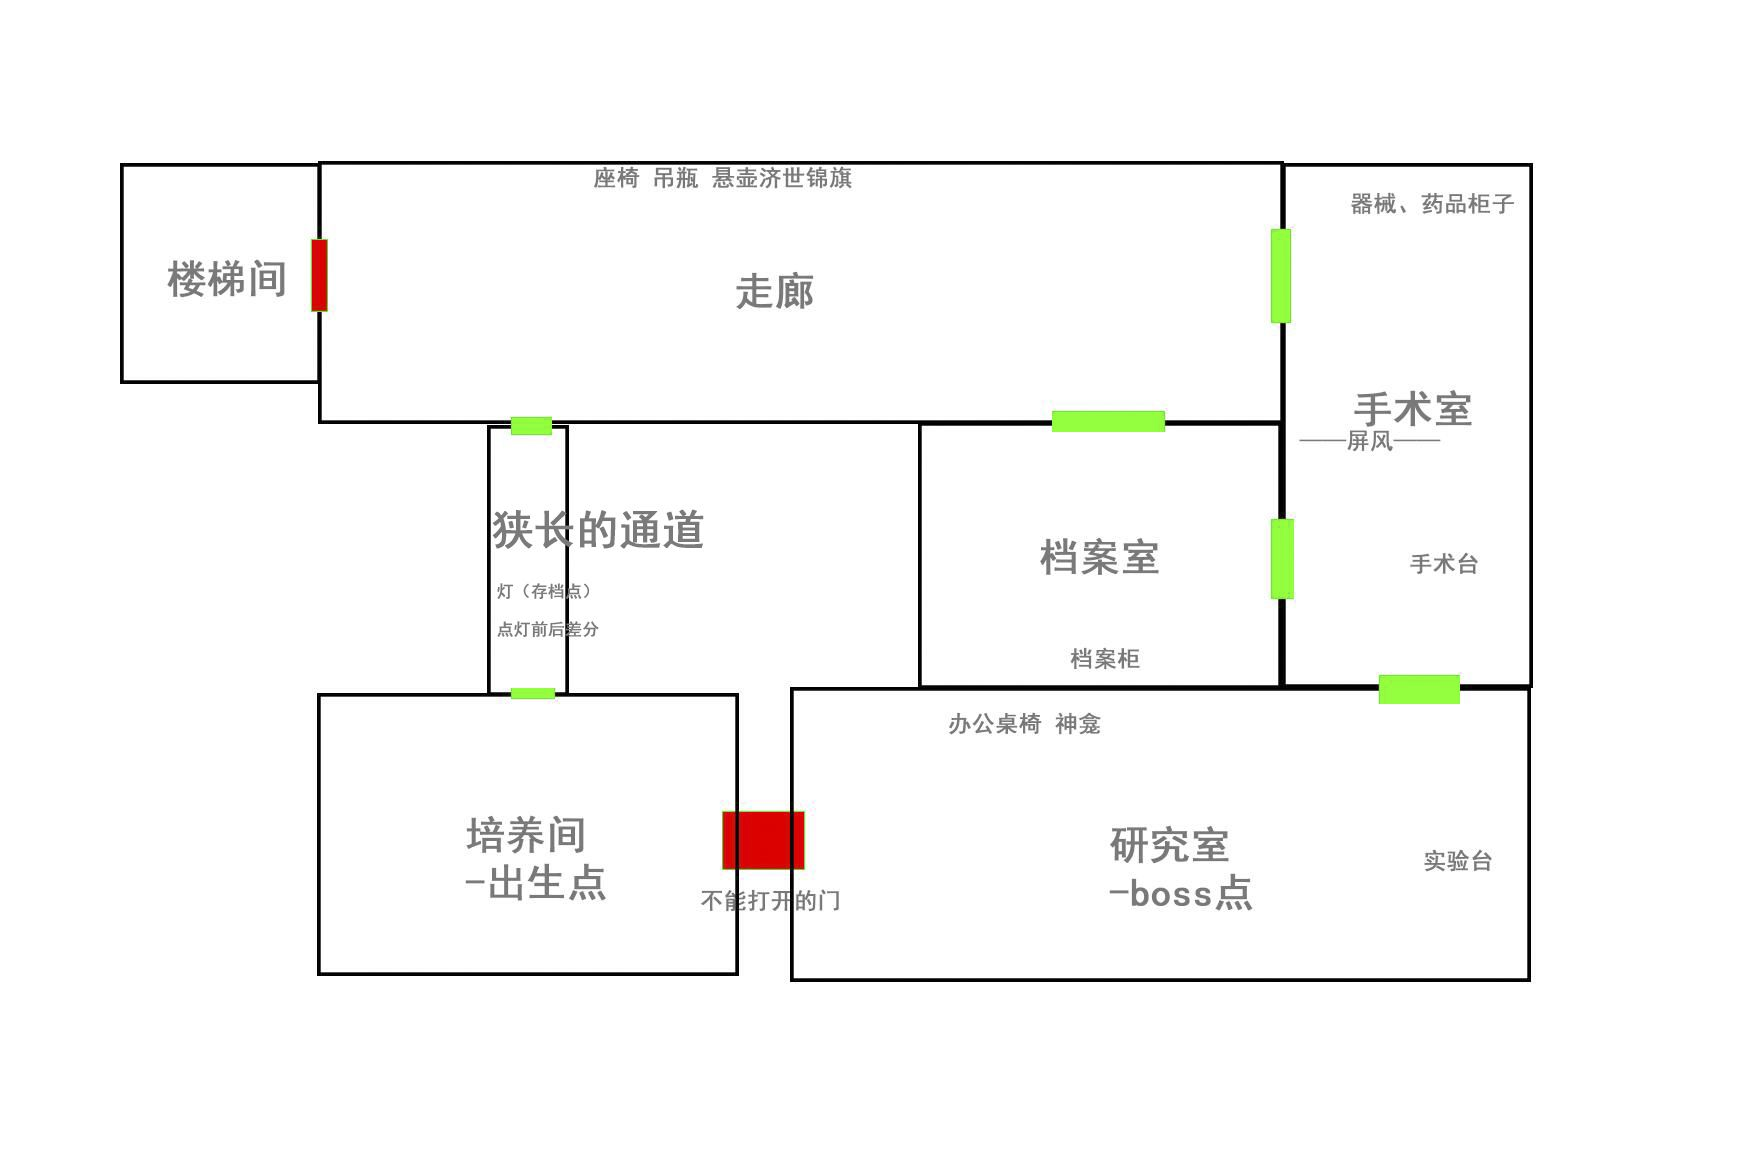 座椅 吊瓶 悬壶济世锦旗
器械、药品柜子
楼梯间
走廊
手术室
——屏风——
狭长的通道
档案室
手术台
灯（存档点）
点灯前后差分
档案柜
办公桌椅 神龛
培养间
-出生点
研究室
-boss点
实验台
不能打开的门